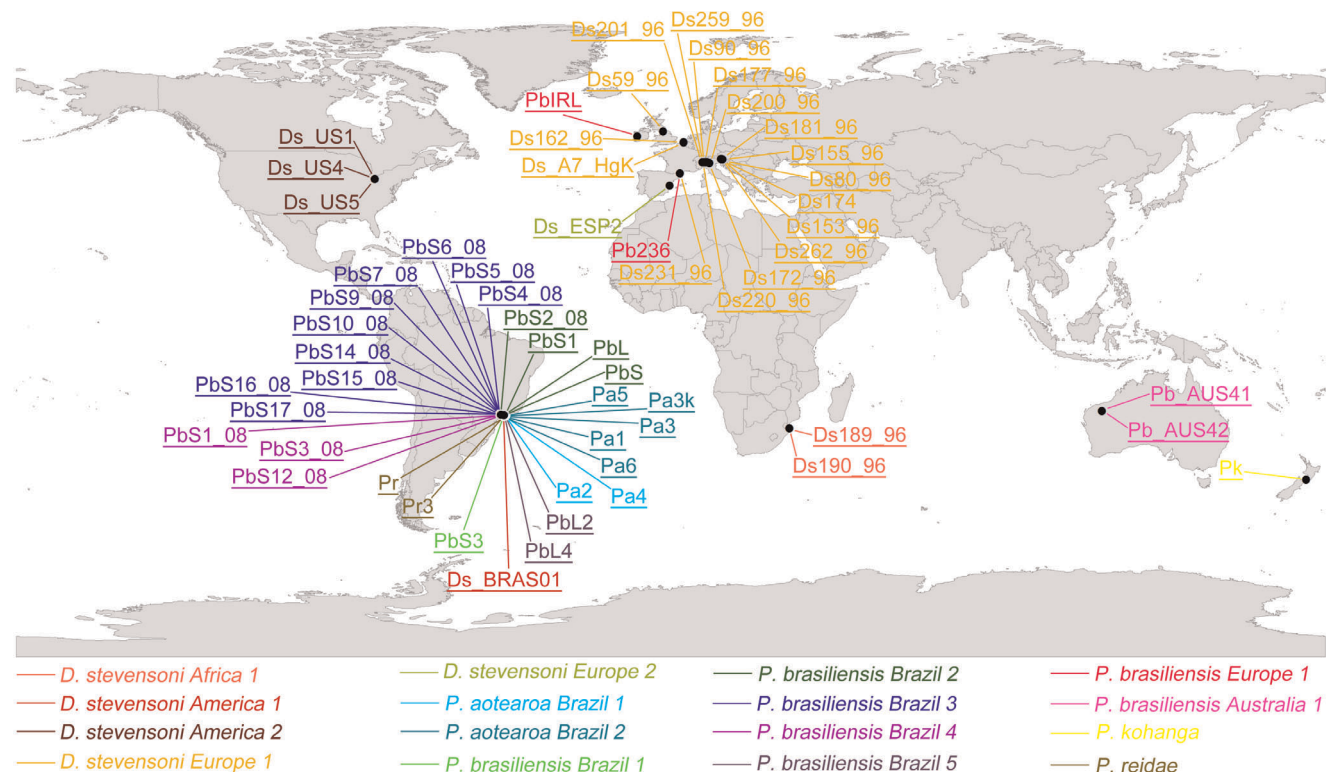 Ds259_96
Ds201_96
Ds90_96
Ds59_96
Ds177_96
PbIRL
Ds200_96
Ds_US1
Ds162_96
Ds181_96
Ds_US4
Ds_A7_HgK
Ds155_96
Ds80_96
Ds_US5
Ds174
Ds_ESP2
Ds153_96
PbS6_08
Pb236
Ds262_96
PbS7_08
PbS5_08
Ds231_96
Ds172_96
PbS9_08
PbS4_08
Ds220_96
PbS10_08
PbS2_08
PbS1
PbS14_08
PbL
PbS15_08
PbS
PbS16_08
Pa5
Pa3k
Pb_AUS41
PbS17_08
Pa3
PbS1_08
Pa1
Pb_AUS42
PbS3_08
Ds189_96
PbS12_08
Pa6
Ds190_96
Pk
Pr
Pa2
Pa4
Pr3
PbL2
PbS3
PbL4
Ds_BRAS01
D. stevensoni Africa 1
D. stevensoni America 1
D. stevensoni America 2
D. stevensoni Europe 1
D. stevensoni Europe 2
P. aotearoa Brazil 1
P. aotearoa Brazil 2
P. brasiliensis Brazil 1
P. brasiliensis Brazil 2
P. brasiliensis Brazil 3
P. brasiliensis Brazil 4
P. brasiliensis Brazil 5
P. brasiliensis Europe 1
P. brasiliensis Australia 1
P. kohanga
P. reidae